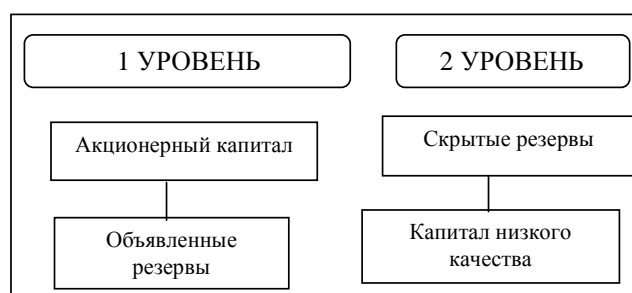 1 УРОВЕНЬ
2 УРОВЕНЬ
Акционерный капитал
Скрытые резервы
Объявленные
резервы
Капитал низкого
качества